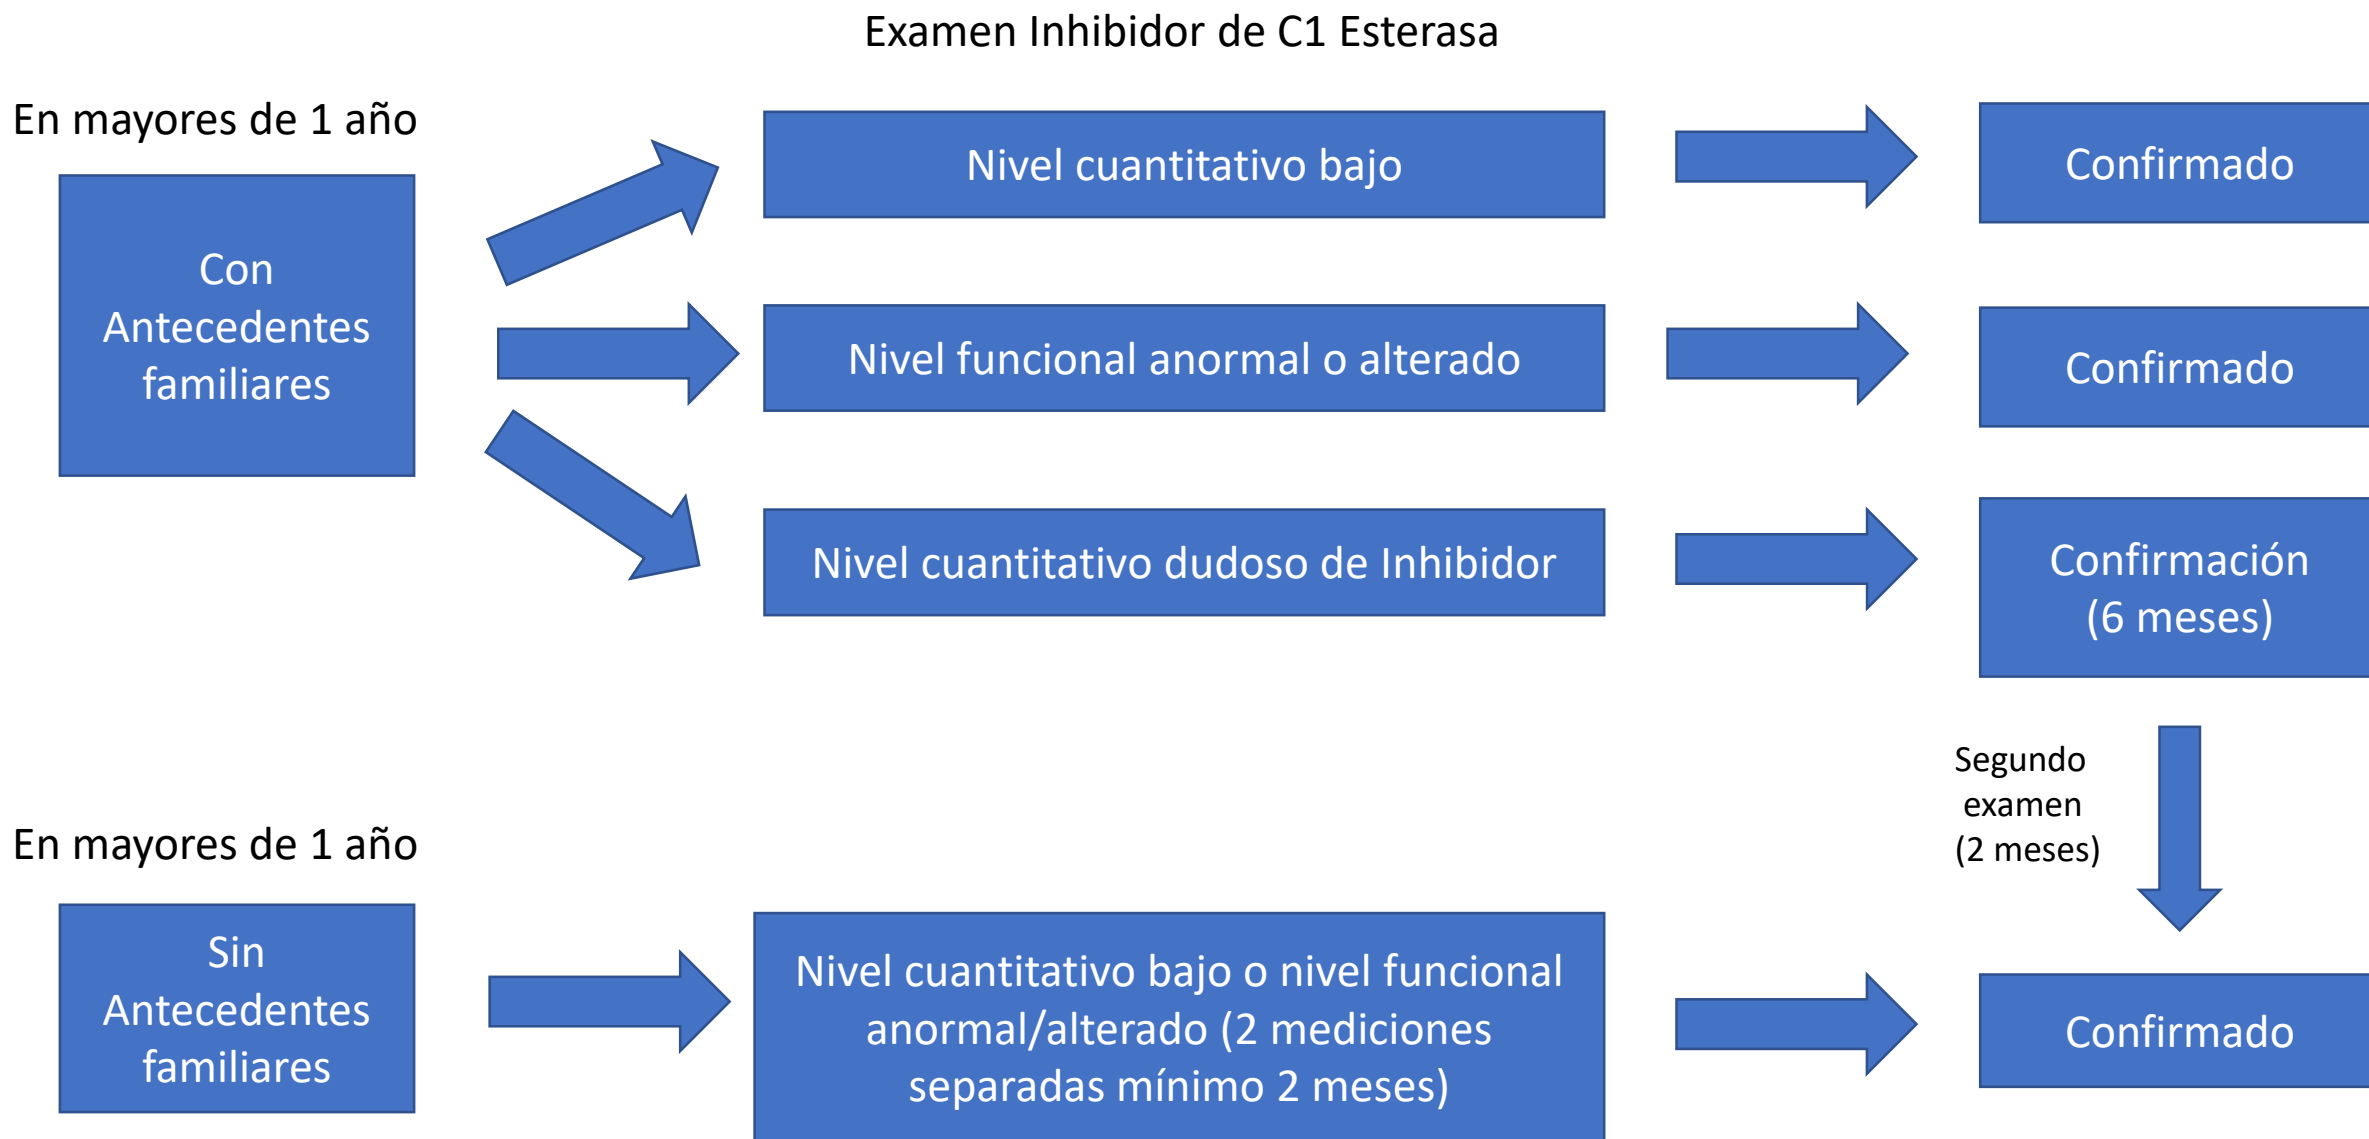 Examen Inhibidor de C1 Esterasa
En mayores de 1 año
Con
Antecedentes
familiares
Nivel cuantitativo bajo
Confirmado
Nivel funcional anormal o alterado
Confirmado
Nivel cuantitativo dudoso de Inhibidor
Confirmación
(6 meses)
Segundo
examen
(2 meses)
En mayores de 1 año
Sin
Antecedentes
familiares
Nivel cuantitativo bajo o nivel funcional
anormal/alterado (2 mediciones
separadas mínimo 2 meses)
Confirmado